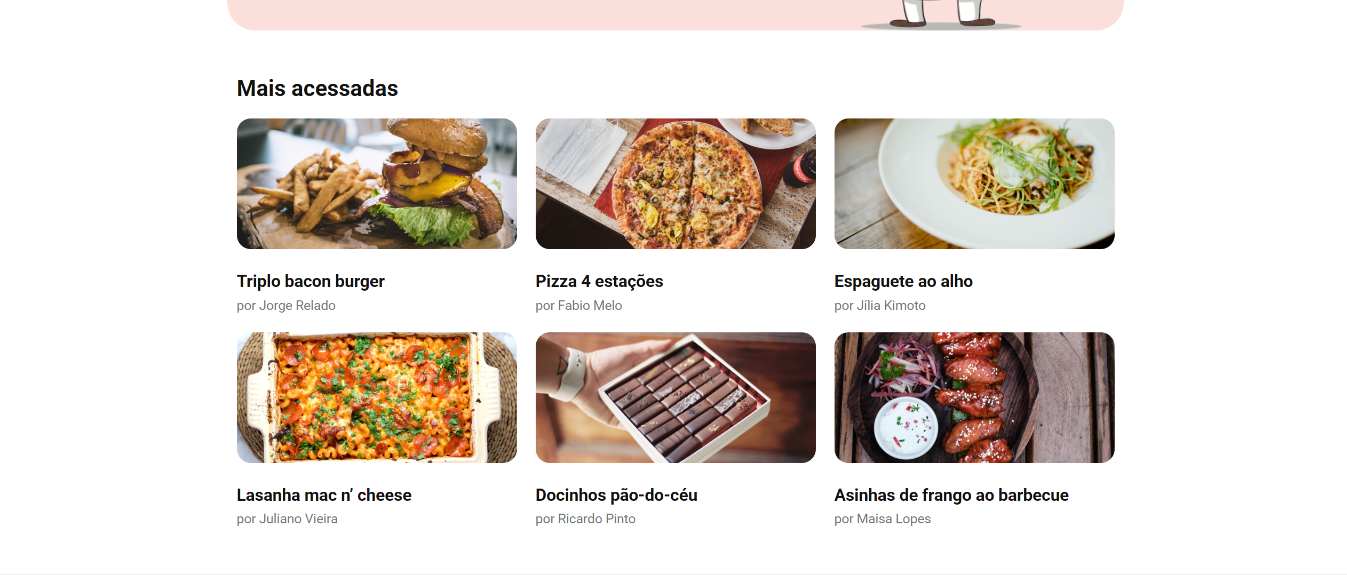 Mais acessadas
Triplo bacon burger
por Jorge Relado
Pizza 4 estações
por Fabio Melo
Espaguete ao alho
por Jília Kimoto
Lasanha mac n’ cheese
por Juliano Vieira
Docinhos pão-do-céu
por Ricardo Pinto
Asinhas de frango ao barbecue
por Maisa Lopes